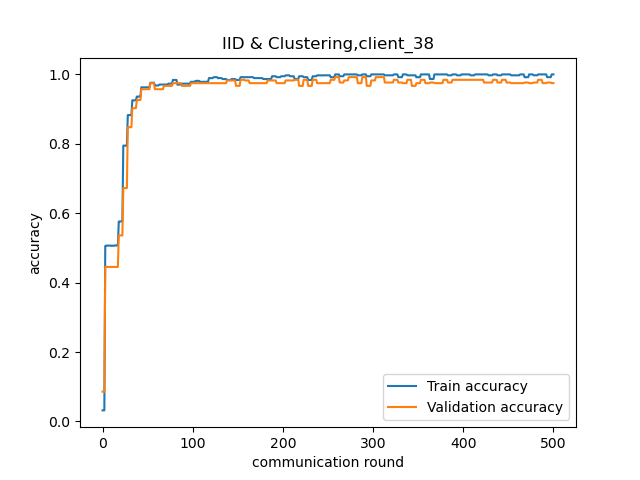 IID & Clustering,client_38
1.0
0.8
0.6
0.4
0.2
0.0
accuracy
0 100 200 300 400 500
communication round
Train accuracy
Validation accuracy